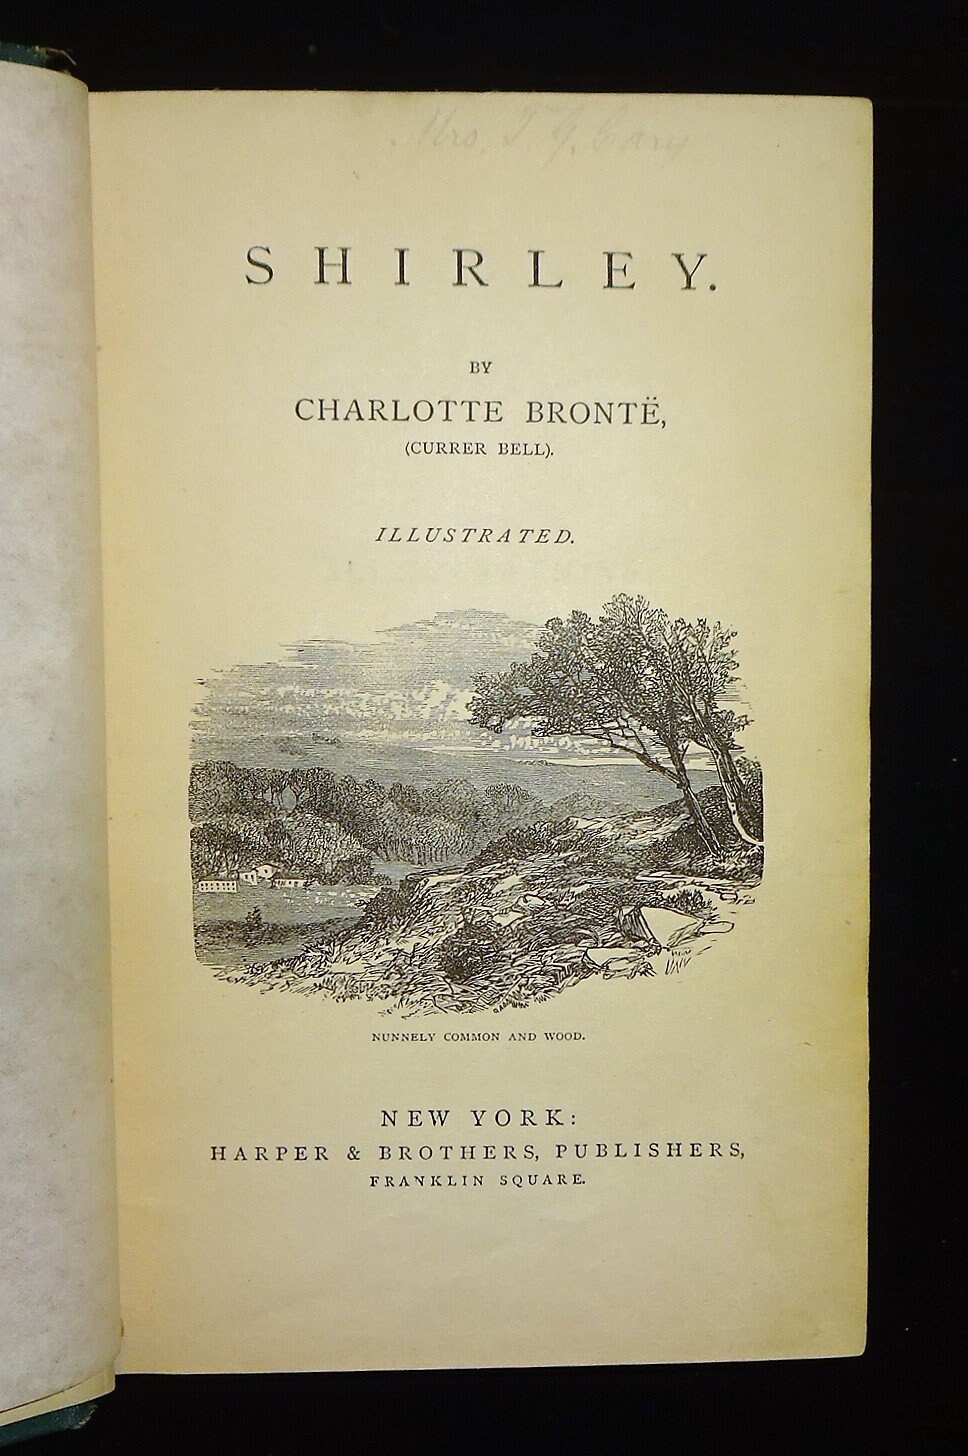 Mrs. T. G. Cary
SHIRLEY.
BY
CHARLOTTE BRONTË,
(CURRER BELL).
ILLUSTRATED.
NUNNELY COMMON AND WOOD.
NEW YORK:
HARPER & BROTHERS, PUBLISHERS,
FRANKLIN SQUARE.